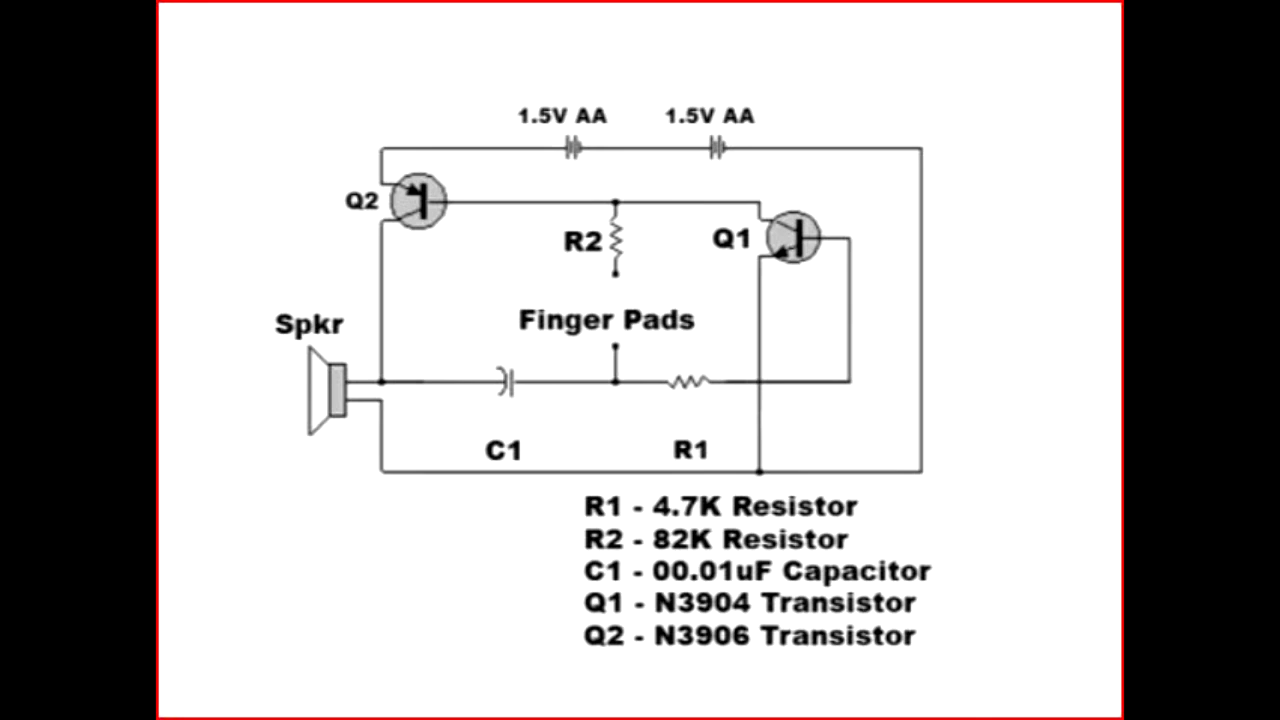 1.5V AA 1.5V AA
Q2
R2
Q1
Finger Pads
Spkr
C1
R1
R1 - 4.7K Resistor
R2 - 82K Resistor
C1 - 00.01uF Capacitor
Q1 - N3904 Transistor
Q2 - N3906 Transistor